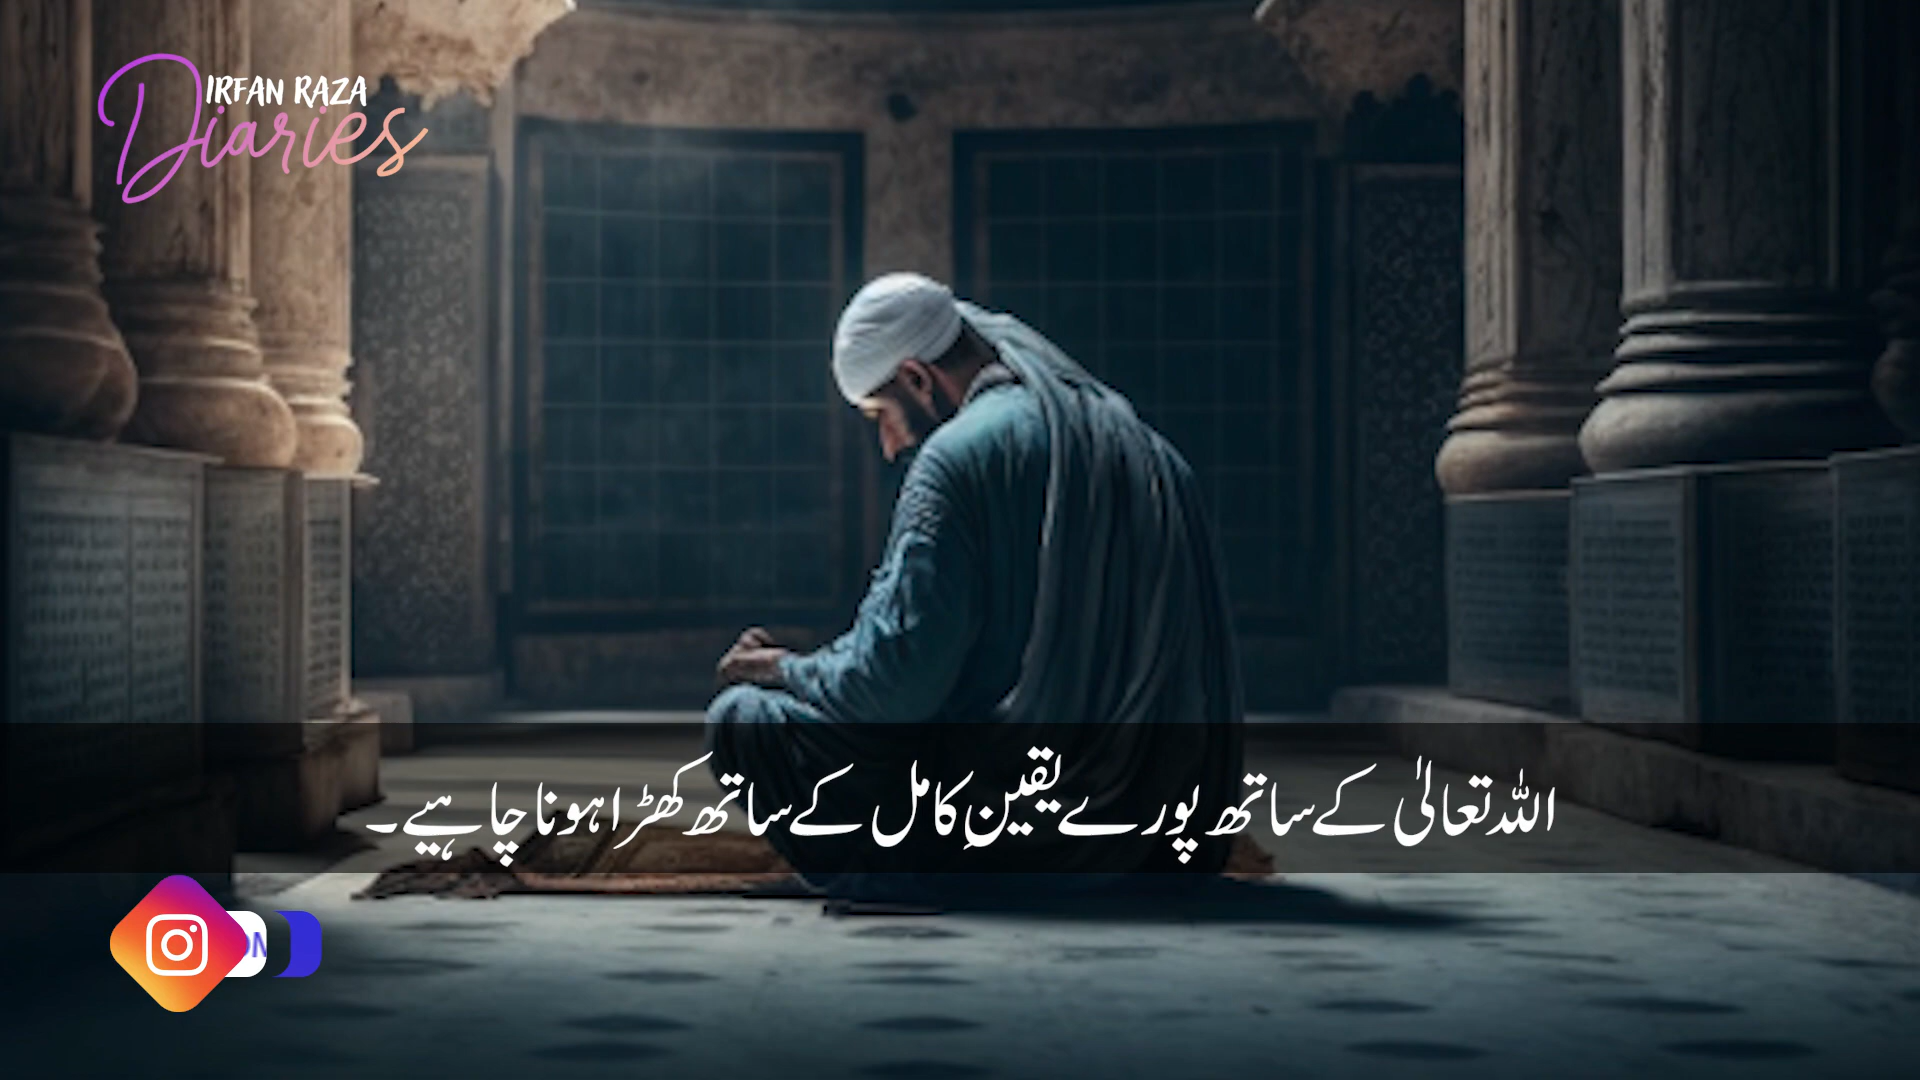 IRFAN RAZA
Diaries
اللہ تعالیٰ کے ساتھ پورے یقینِ کامل کے ساتھ کھڑا ہونا چاہیے۔